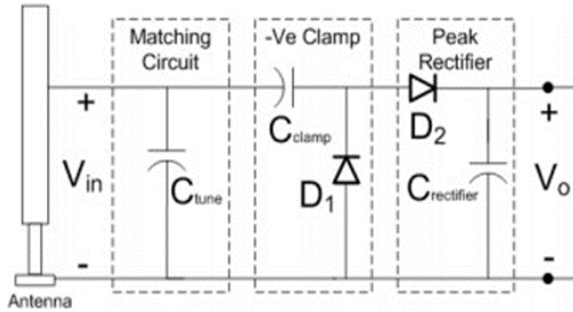 Matching
Circuit
-Ve Clamp
Peak
Rectifier
+
Vin
-
Ctune
Cclamp
D1
D2
Crectifier
+
Vo
-
Antenna